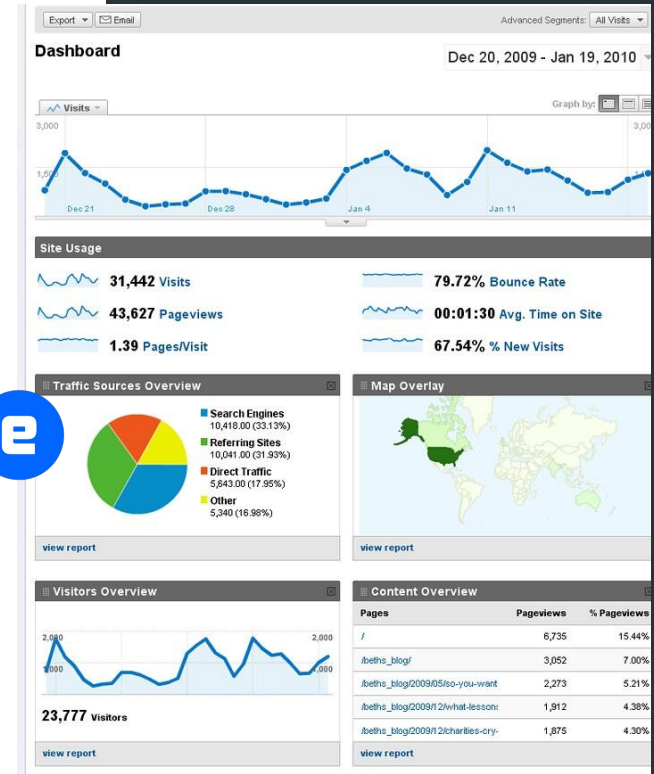 Export Email Advanced Segments: All Visits
Dashboard
Dec 20, 2009 - Jan 19, 2010
Visits Graph by:
3,000 3,00
1,500
Dec 21 Dec 28 Jan 4 Jan 11
Site Usage
31,442 Visits 79.72% Bounce Rate
43,627 Pageviews 00:01:30 Avg. Time on Site
1.39 Pages/Visit 67.54% % New Visits
Traffic Sources Overview
Search Engines
10,418.00 (33.13%)
Referring Sites
10,041.00 (31.93%)
Direct Traffic
5,643.00 (17.95%)
Other
5,340 (16.98%)
view report
Map Overlay
view report
e
Visitors Overview
2,000 2,000
1,000 1,000
23,777 Visitors
view report
Content Overview
Pages Pageviews % Pageviews
/ 6,735 15.44%
/beths_blog/ 3,052 7.00%
/beths_blog/2009/05/so-you-want 2,273 5.21%
/beths_blog/2009/12/what-lesson: 1,912 4.38%
/beths_blog/2009/12/charities-cry- 1,875 4.30%
view report